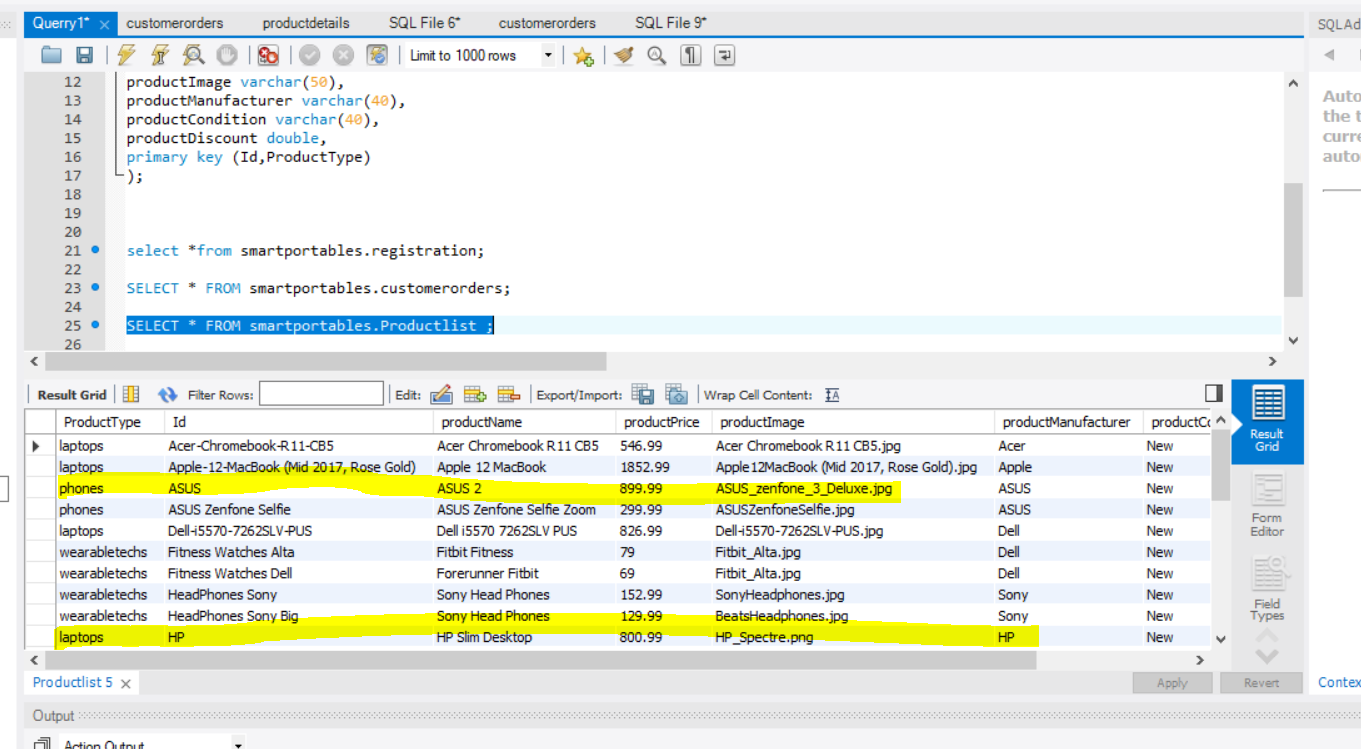 Querry1* × customerorders productdetails SQL File 6* customerorders SQL File 9* SQLAd
Limit to 1000 rows
12 productImage varchar(50),
13 productManufacturer varchar(40),
14 productCondition varchar(40),
15 productDiscount double,
16 primary key (Id,ProductType)
17 );
18
19
20
21 select *from smartportables.registration;
22
23 SELECT * FROM smartportables.customerorders;
24
25 SELECT * FROM smartportables.Productlist ;
26
Auto
the t
curre
auto
Result Grid Filter Rows: Edit: Export/Import: Wrap Cell Content:
ProductType Id productName productPrice productImage productManufacturer productCo
laptops Acer-Chromebook-R11-CB5 Acer Chromebook R11 CB5 546.99 Acer Chromebook R11 CB5.jpg Acer New
laptops Apple-12-MacBook (Mid 2017, Rose Gold) Apple 12 MacBook 1852.99 Apple12MacBook (Mid 2017, Rose Gold).jpg Apple New
phones ASUS ASUS 2 899.99 ASUS_zenfone_3_Deluxe.jpg ASUS New
phones ASUS Zenfone Selfie ASUS Zenfone Selfie Zoom 299.99 ASUSZenfoneSelfie.jpg ASUS New
laptops Dell-i5570-7262SLV-PUS Dell i5570 7262SLV PUS 826.99 Dell-i5570-7262SLV-PUS.jpg Dell New
wearabletechs Fitness Watches Alta Fitbit Fitness 79 Fitbit_Alta.jpg Dell New
wearabletechs Fitness Watches Dell Forerunner Fitbit 69 Fitbit_Alta.jpg Dell New
wearabletechs HeadPhones Sony Sony Head Phones 152.99 SonyHeadphones.jpg Sony New
wearabletechs HeadPhones Sony Big Sony Head Phones 129.99 BeatsHeadphones.jpg Sony New
laptops HP HP Slim Desktop 800.99 HP_Spectre.png HP New
Result
Grid
Form
Editor
Field
Types
Productlist 5 × Apply Revert Contex
Output
Action Output